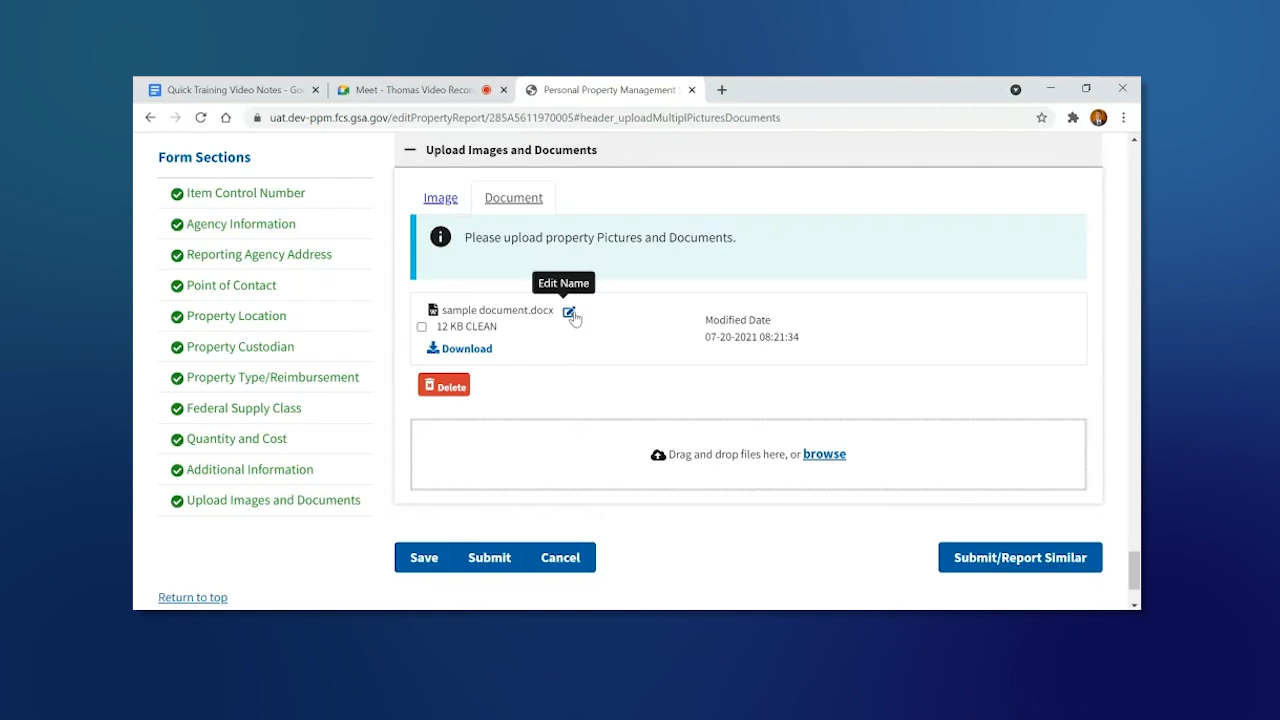 Quick Training Video Notes - Go
Meet - Thomas Video Recor
Personal Property Management
uat.dev-ppm.fcs.gsa.gov/editPropertyReport/285A5611970005#header_uploadMultiplPicturesDocuments
Form Sections
Item Control Number
Agency Information
Reporting Agency Address
Point of Contact
Property Location
Property Custodian
Property Type/Reimbursement
Federal Supply Class
Quantity and Cost
Additional Information
Upload Images and Documents
Return to top
Upload Images and Documents
Image
Document
Please upload property Pictures and Documents.
Edit Name
sample document.docx
12 KB CLEAN
Download
Modified Date
07-20-2021 08:21:34
Delete
Drag and drop files here, or browse
Save
Submit
Cancel
Submit/Report Similar